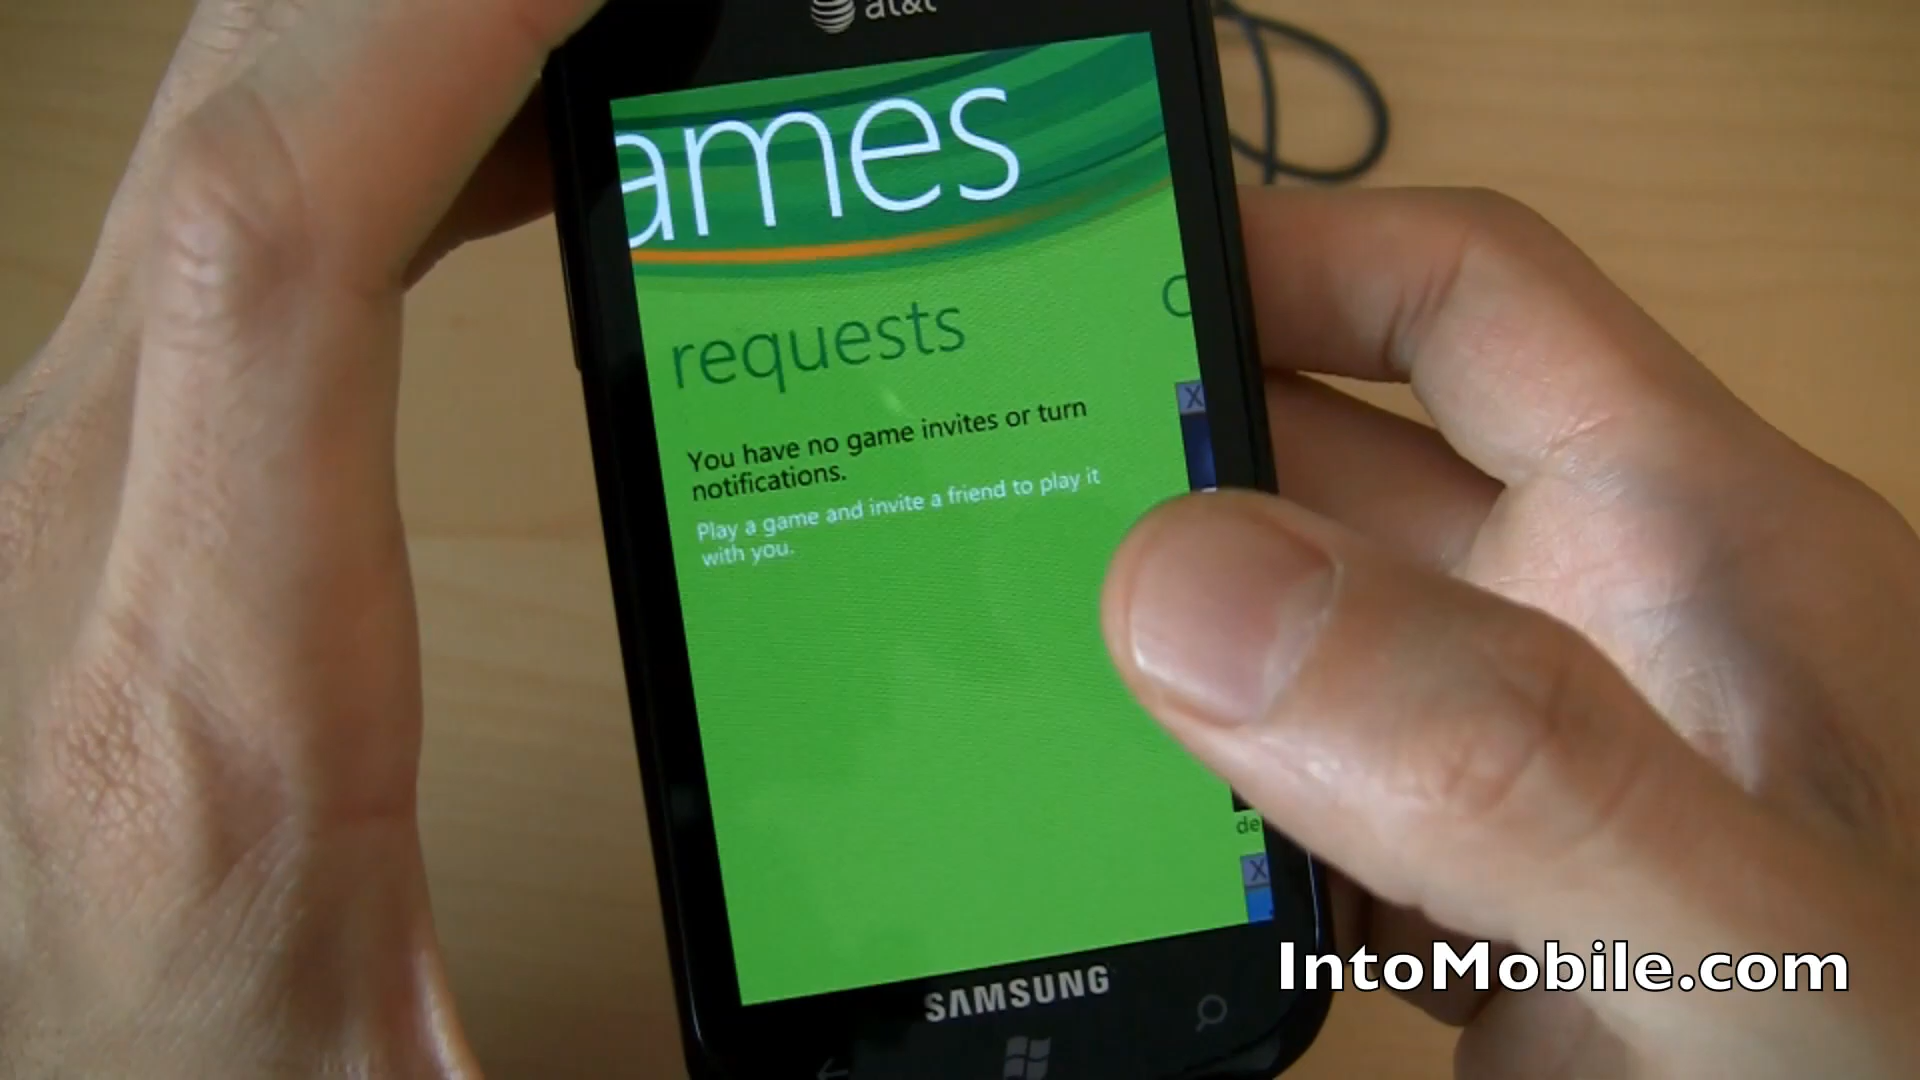 at&t
ames
requests
You have no game invites or turn
notifications.
Play a game and invite a friend to play it
with you.
X
de
X
SAMSUNG
IntoMobile.com